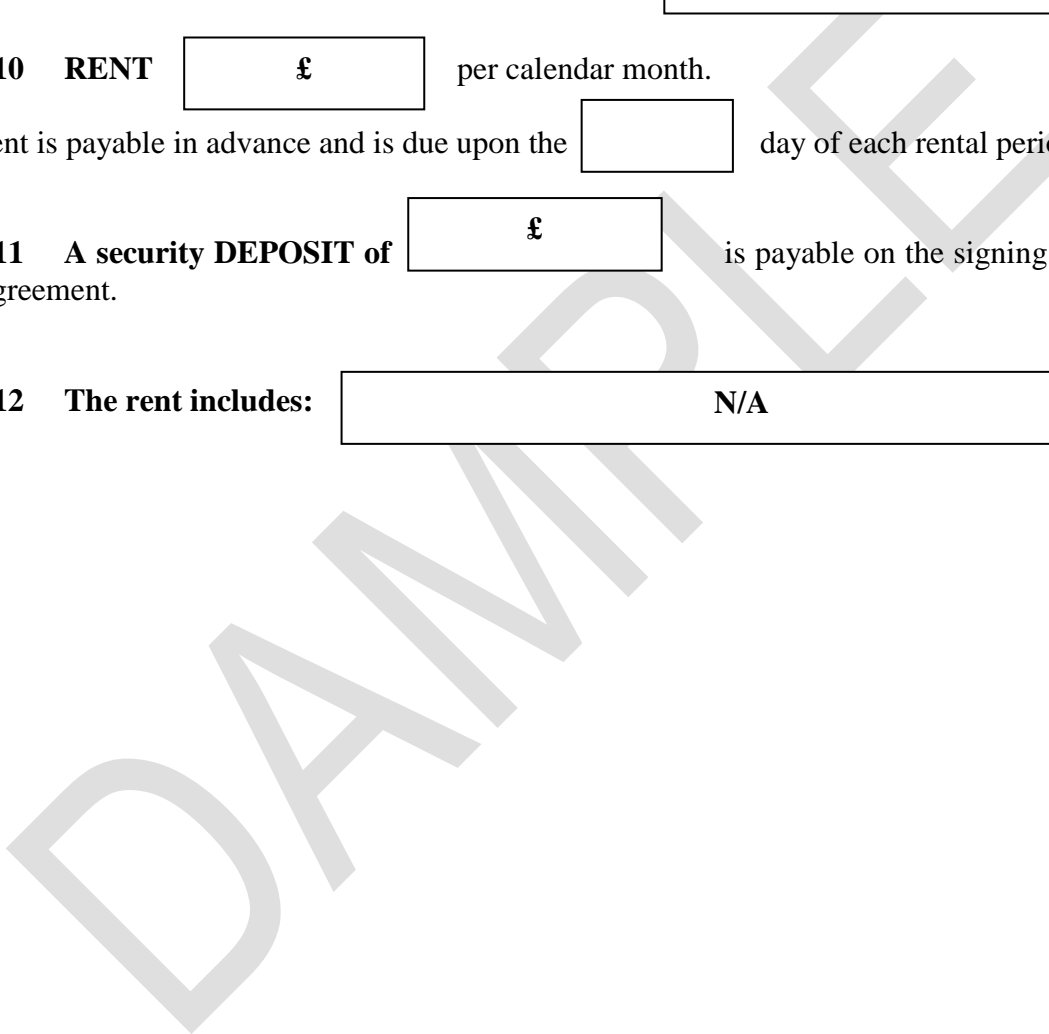 10 RENT £ per calendar month.
ent is payable in advance and is due upon the day of each rental peri
11 A security DEPOSIT of £ is payable on the signing
greement.
12 The rent includes: N/A
DAMPLE